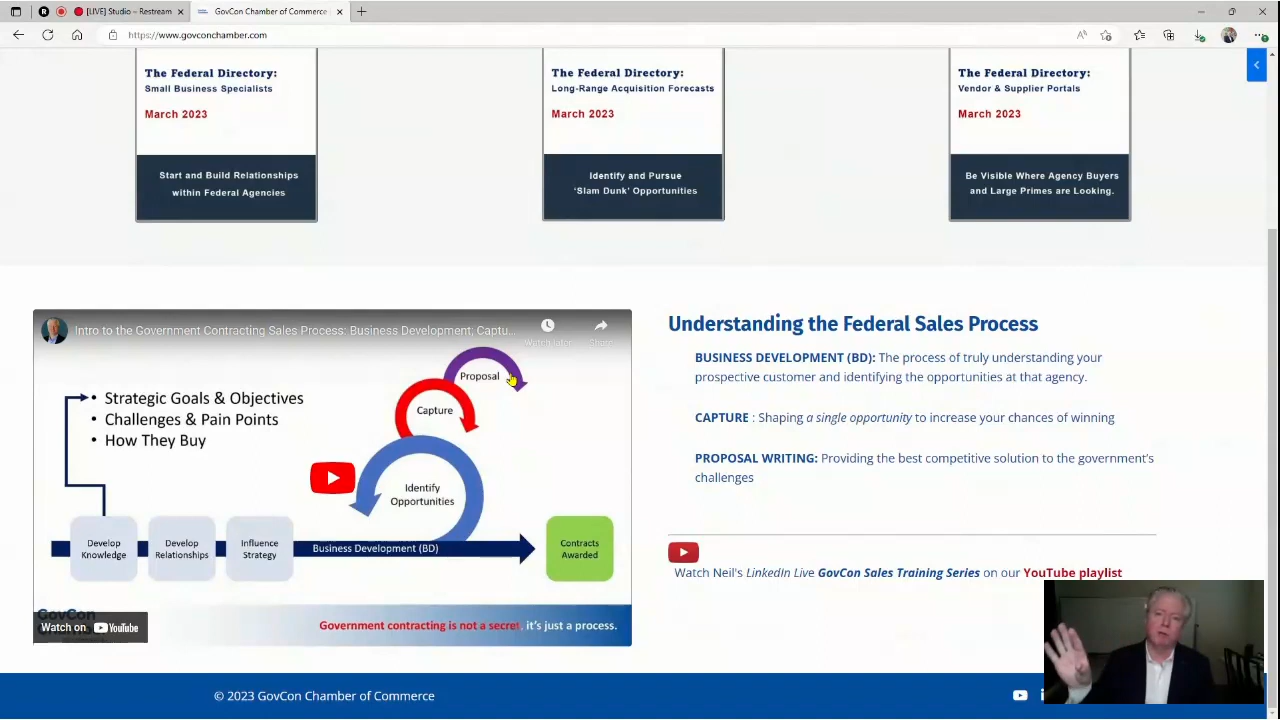 [LIVE] Studio – Restream
GovCon Chamber of Commerce
https://www.govconchamber.com
The Federal Directory:
Small Business Specialists
March 2023
Start and Build Relationships
within Federal Agencies
The Federal Directory:
Long-Range Acquisition Forecasts
March 2023
Identify and Pursue
'Slam Dunk' Opportunities
The Federal Directory:
Vendor & Supplier Portals
March 2023
Be Visible Where Agency Buyers
and Large Primes are Looking.
Intro to the Government Contracting Sales Process: Business Development; Captu...
Watch later
Share
Proposal
Capture
• Strategic Goals & Objectives
• Challenges & Pain Points
• How They Buy
Identify
Opportunities
Develop
Knowledge
Develop
Relationships
Influence
Strategy
Business Development (BD)
Contracts
Awarded
GovCon
Watch on YouTube
Government contracting is not a secret, it's just a process.
Understanding the Federal Sales Process
BUSINESS DEVELOPMENT (BD): The process of truly understanding your
prospective customer and identifying the opportunities at that agency.
CAPTURE : Shaping a single opportunity to increase your chances of winning
PROPOSAL WRITING: Providing the best competitive solution to the government's
challenges
Watch Neil's LinkedIn Live GovCon Sales Training Series on our YouTube playlist
© 2023 GovCon Chamber of Commerce